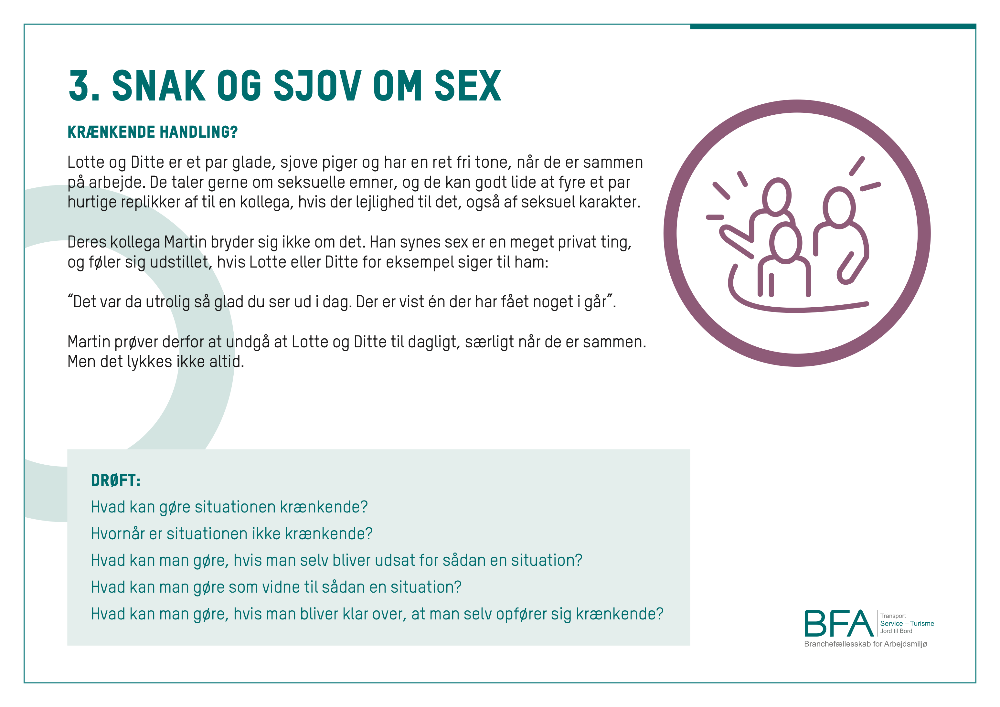 3. SNAK OG SJOV OM SEX
KRÆNKENDE HANDLING?
Lotte og Ditte er et par glade, sjove piger og har en ret fri tone, når de er sammen
på arbejde. De taler gerne om seksuelle emner, og de kan godt lide at fyre et par
hurtige replikker af til en kollega, hvis der lejlighed til det, også af seksuel karakter.
Deres kollega Martin bryder sig ikke om det. Han synes sex er en meget privat ting,
og føler sig udstillet, hvis Lotte eller Ditte for eksempel siger til ham:
“Det var da utrolig så glad du ser ud i dag. Der er vist én der har fået noget i går”.
Martin prøver derfor at undgå at Lotte og Ditte til dagligt, særligt når de er sammen.
Men det lykkes ikke altid.
DRØFT:
Hvad kan gøre situationen krænkende?
Hvornår er situationen ikke krænkende?
Hvad kan man gøre, hvis man selv bliver udsat for sådan en situation?
Hvad kan man gøre som vidne til sådan en situation?
Hvad kan man gøre, hvis man bliver klar over, at man selv opfører sig krænkende?
BFA
Transport
Service – Turisme
Jord til Bord
Branchefællesskab for Arbejdsmiljø